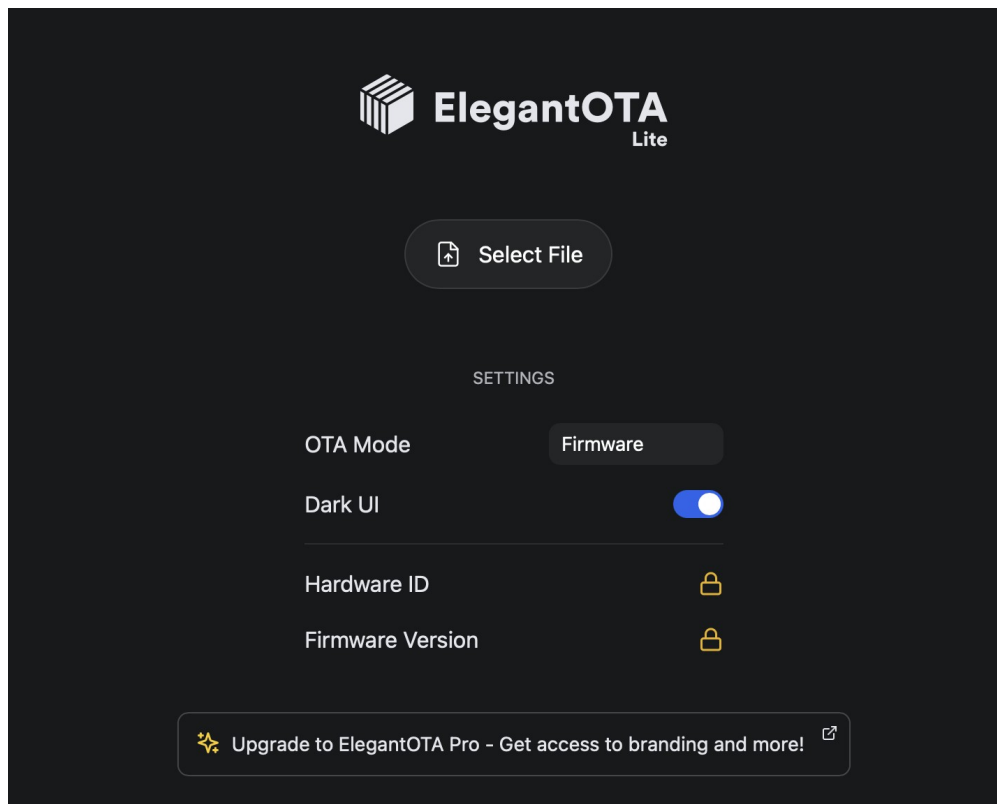 ElegantOTA
Lite
Select File
SETTINGS
OTA Mode Firmware
Dark UI
Hardware ID
Firmware Version
Upgrade to ElegantOTA Pro - Get access to branding and more!